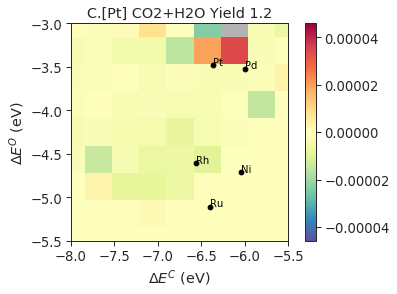 C.[Pt] CO2+H2O Yield 1.2
−3.0
−3.5
−4.0
−4.5
−5.0
−5.5
ΔE^O (eV)
Pt
Pd
Rh
Ni
Ru
−8.0 −7.5 −7.0 −6.5 −6.0 −5.5
ΔE^C (eV)
0.00004
0.00002
0.00000
−0.00002
−0.00004